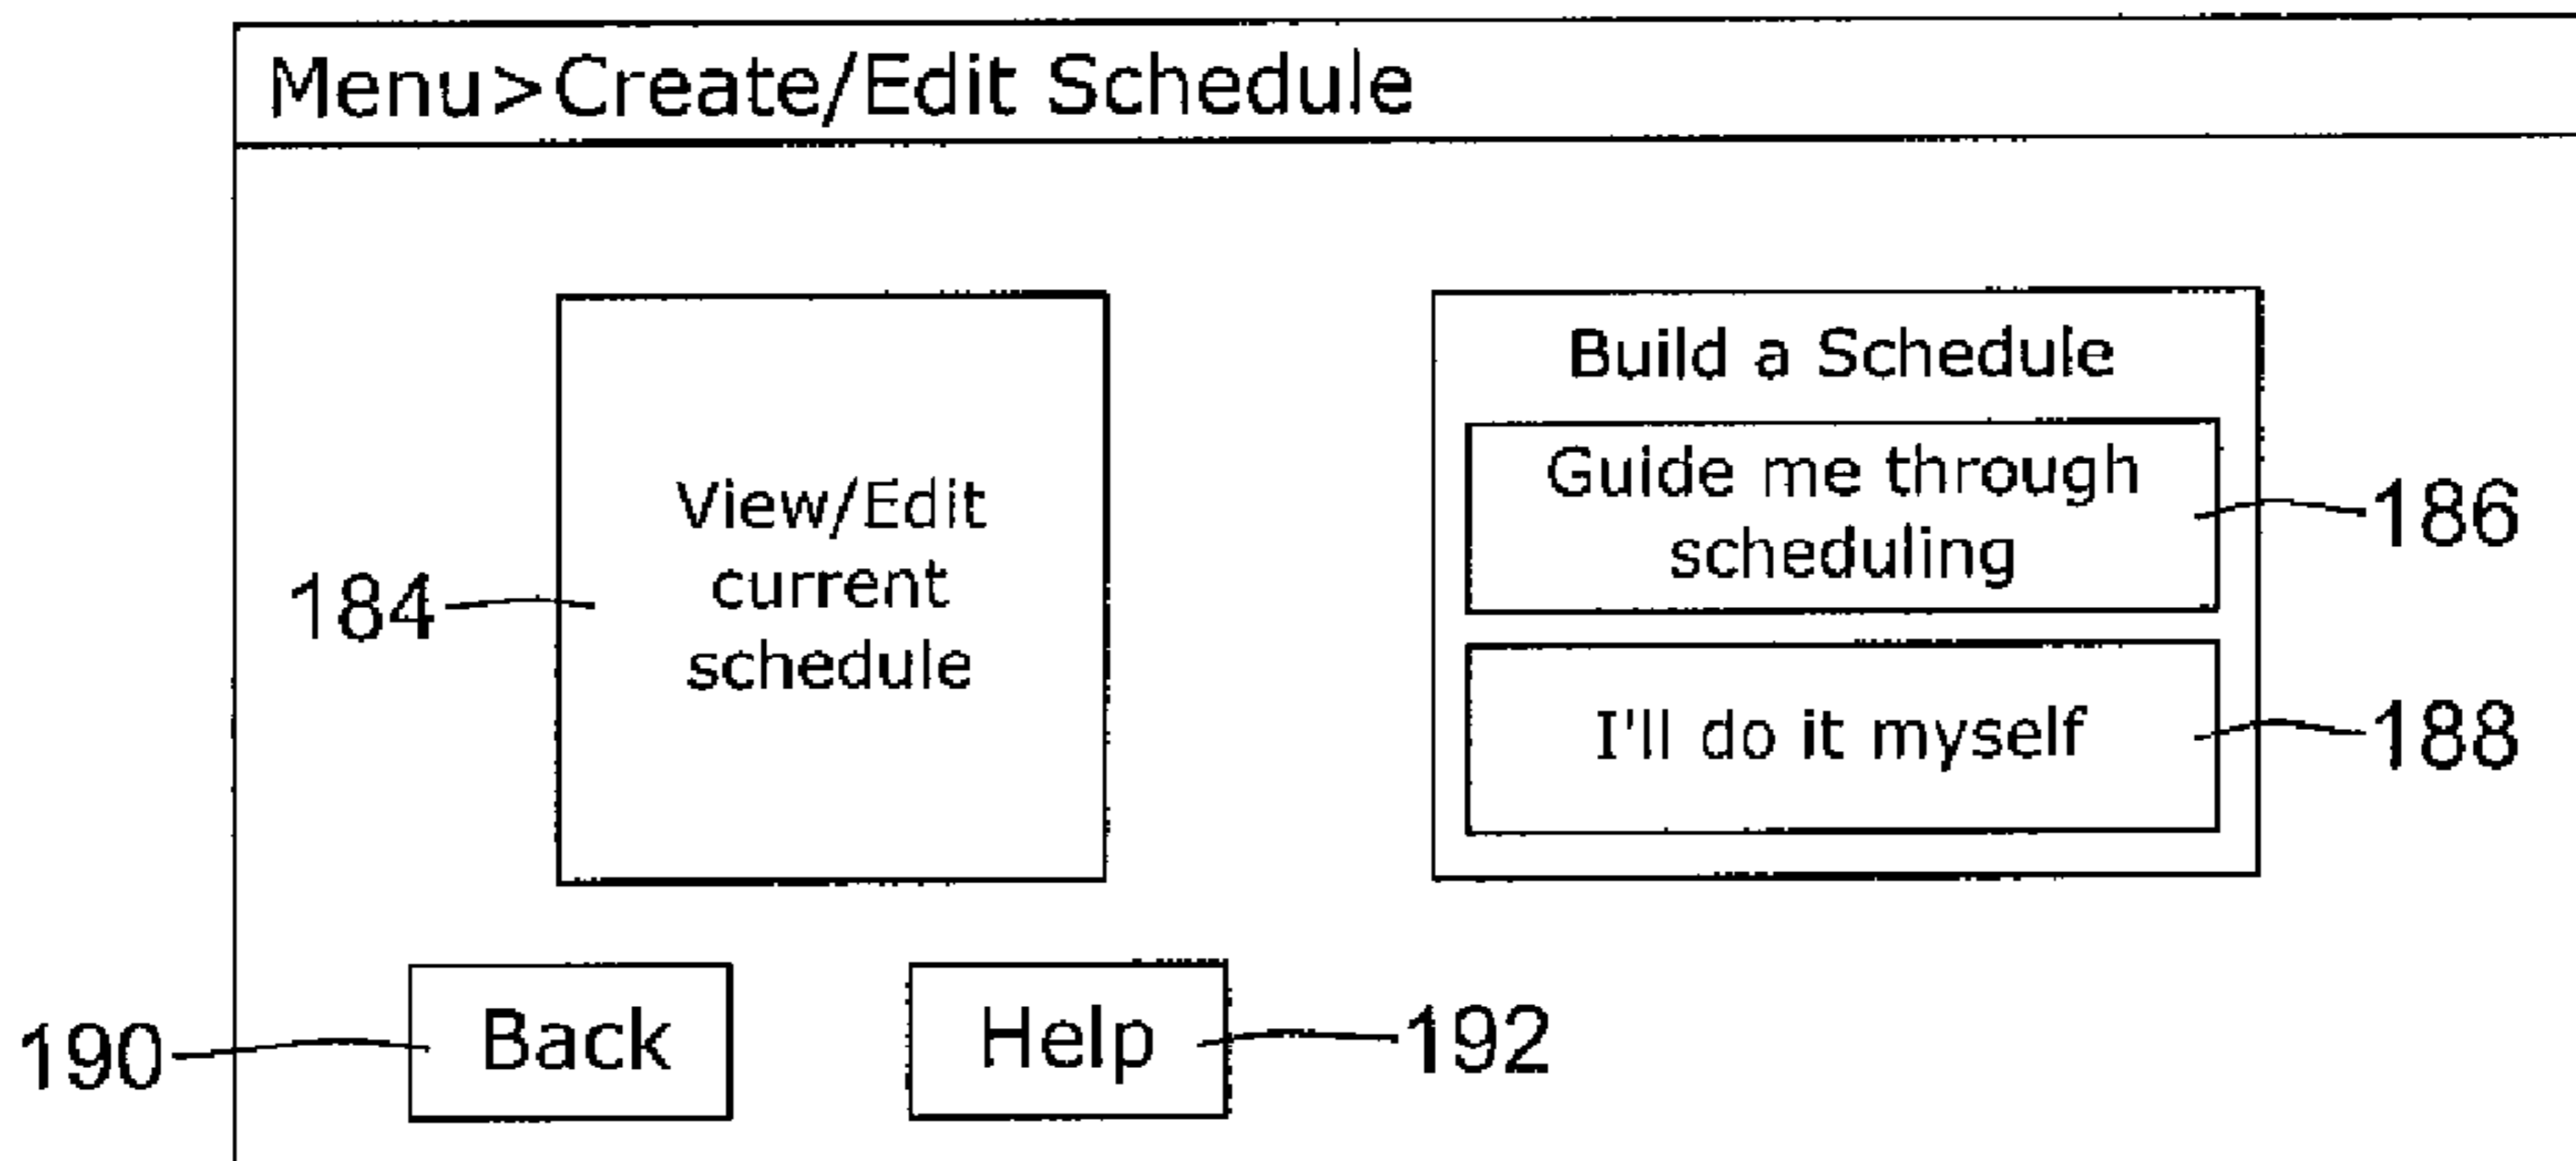 Menu>Create/Edit Schedule
View/Edit
current
schedule
184
Build a Schedule
Guide me through
scheduling
186
I'll do it myself
188
190
Back
Help
192